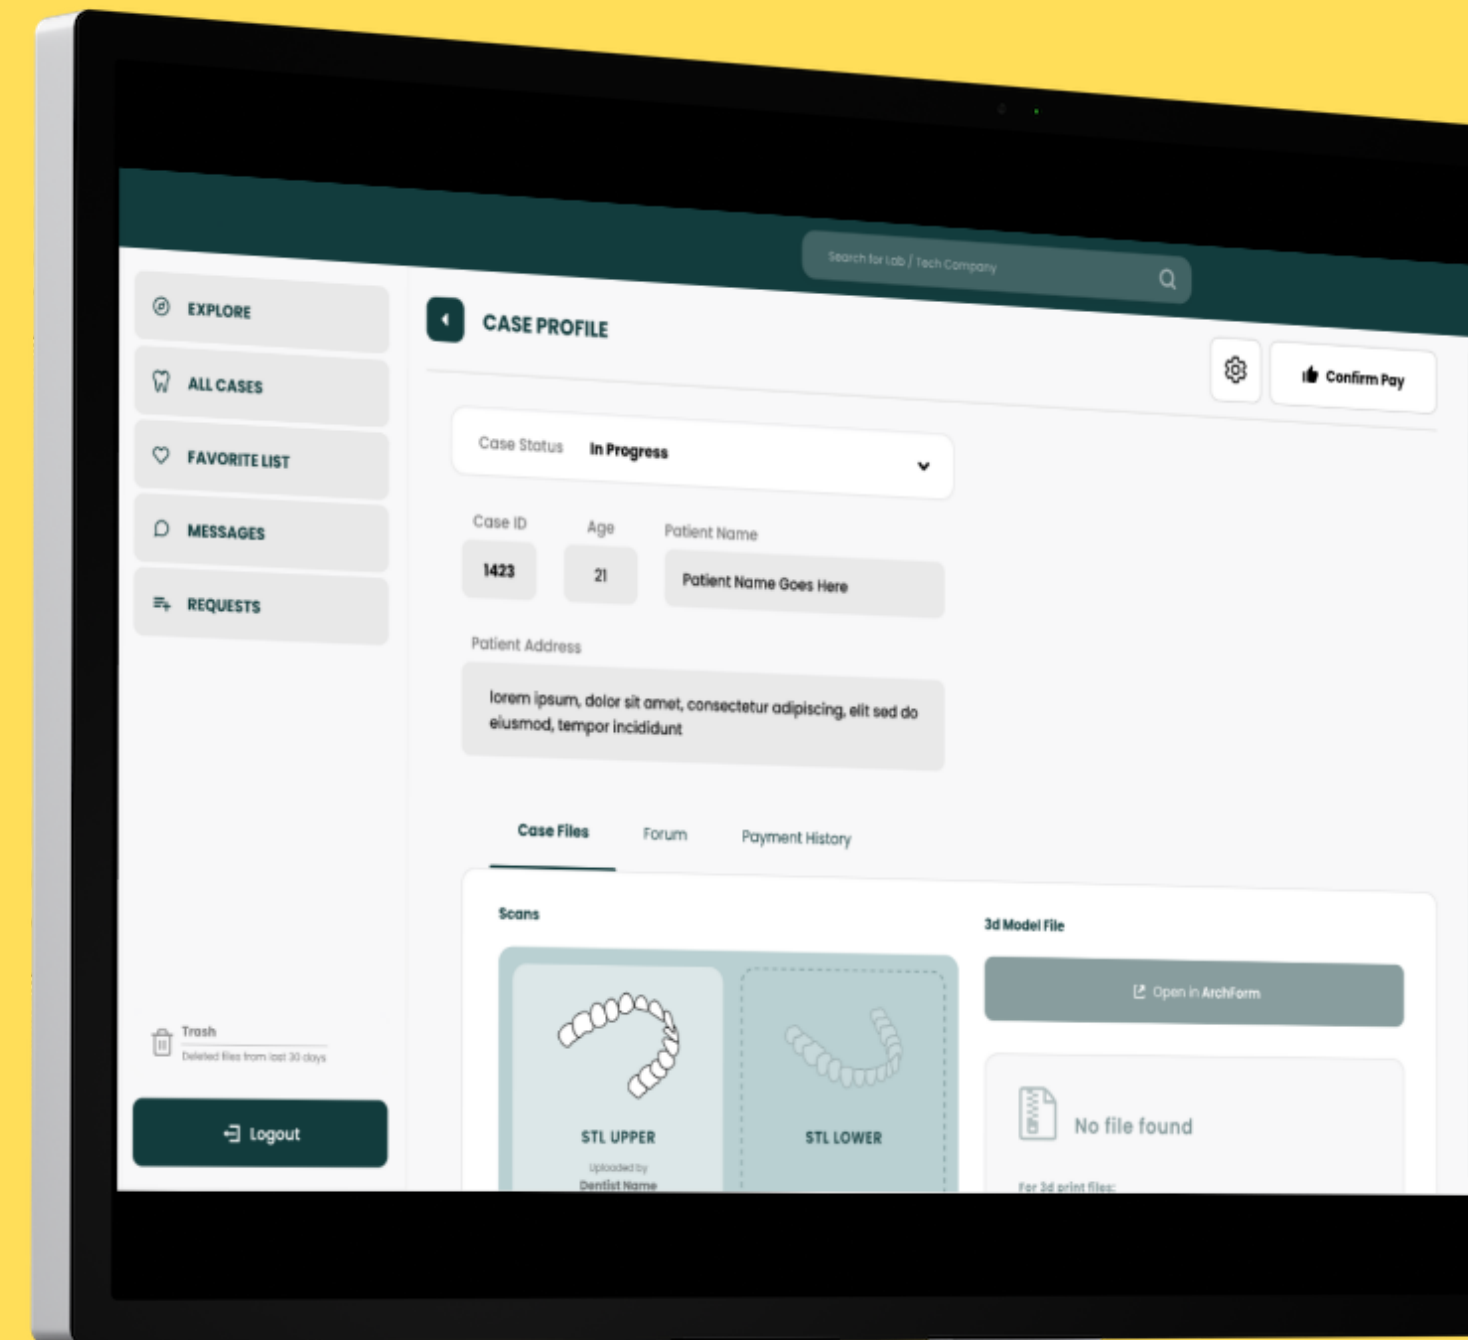 Search for Lab / Tech Company
EXPLORE
ALL CASES
FAVORITE LIST
MESSAGES
REQUESTS
Trash
Deleted files from last 30 days
Logout
CASE PROFILE
Confirm Pay
Case Status In Progress
Case ID Age Patient Name
1423 21 Patient Name Goes Here
Patient Address
lorem ipsum, dolor sit amet, consectetur adipiscing, elit sed do
eiusmod, tempor incididunt
Case Files Forum Payment History
Scans
STL UPPER
Uploaded by
Dentist Name
STL LOWER
3d Model File
Open in ArchForm
No file found
For 3d print files: